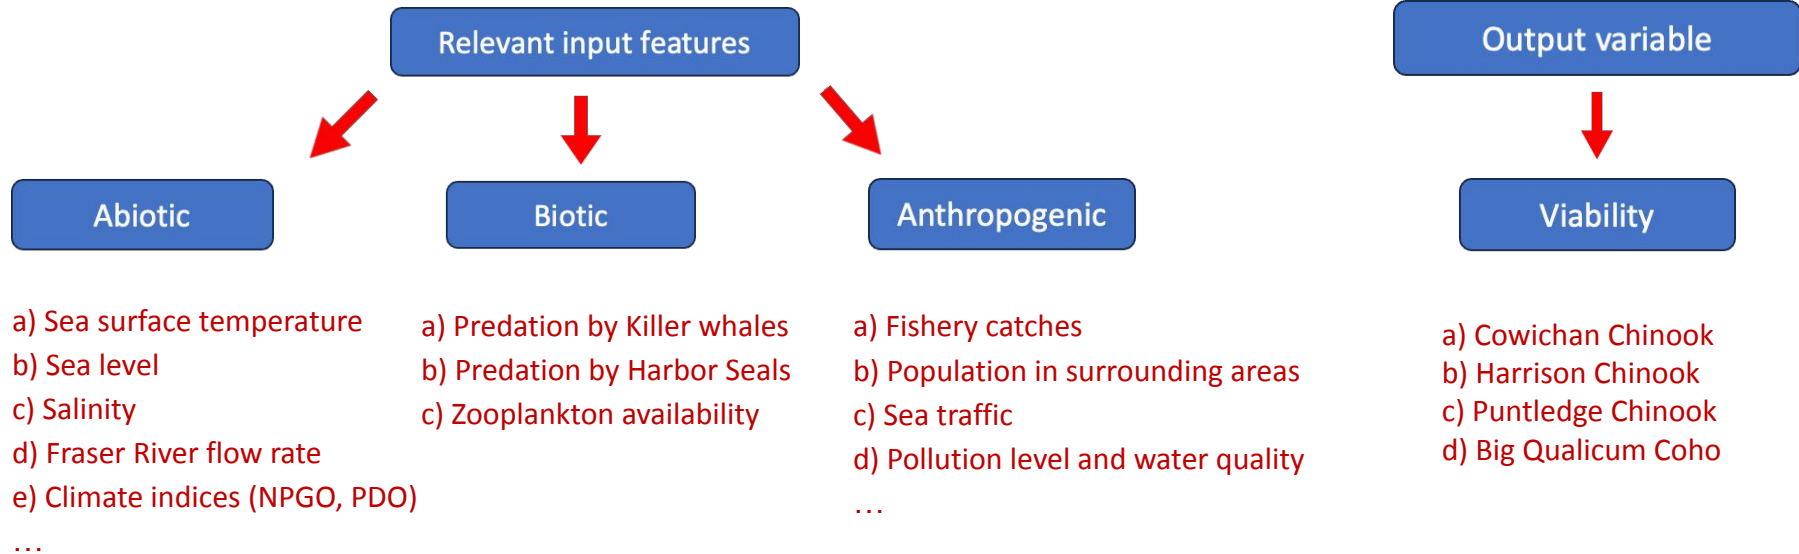 Relevant input features
Output variable
Abiotic
Biotic
Anthropogenic
Viability
a) Sea surface temperature
b) Sea level
c) Salinity
d) Fraser River flow rate
e) Climate indices (NPGO, PDO)
…
a) Predation by Killer whales
b) Predation by Harbor Seals
c) Zooplankton availability
a) Fishery catches
b) Population in surrounding areas
c) Sea traffic
d) Pollution level and water quality
…
a) Cowichan Chinook
b) Harrison Chinook
c) Puntledge Chinook
d) Big Qualicum Coho